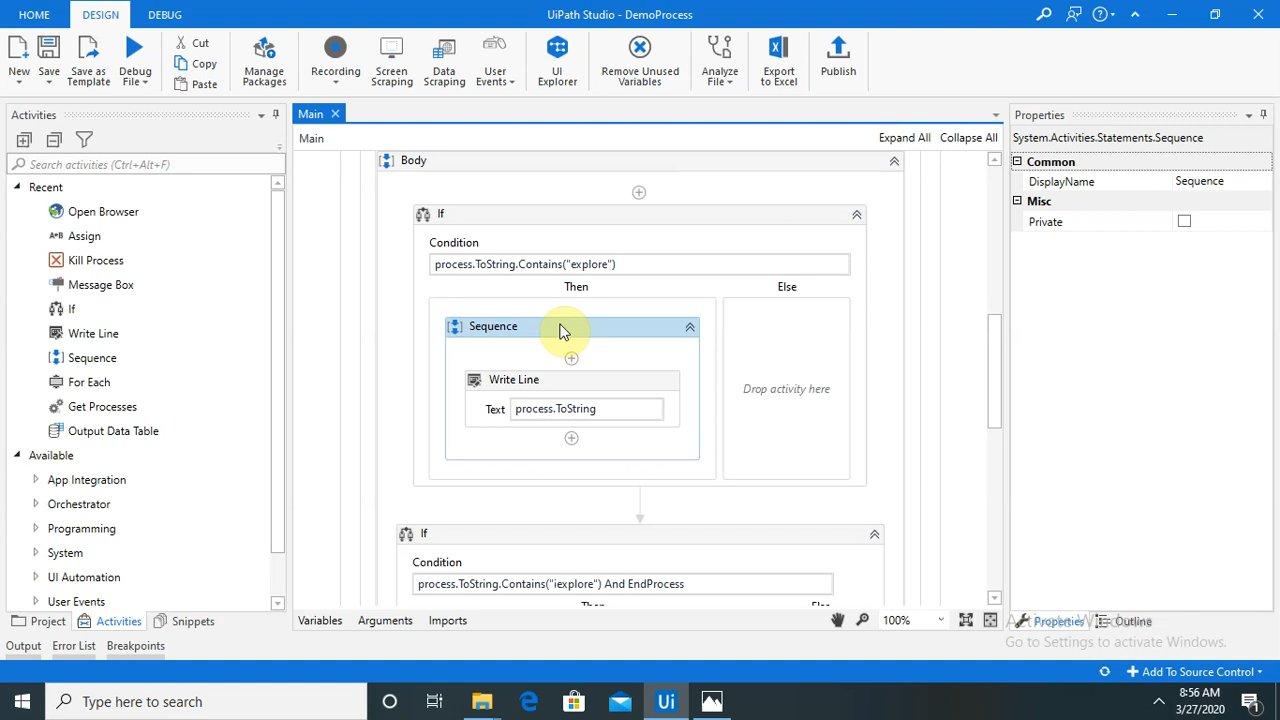 HOME DESIGN DEBUG UiPath Studio - DemoProcess
New Save Save as Template Debug File Cut Copy Paste Manage Packages Recording Screen Scraping Data Scraping User Events UI Explorer Remove Unused Variables Analyze File Export to Excel Publish
Activities
Search activities (Ctrl+Alt+F)
Recent
Open Browser
A*B Assign
Kill Process
Message Box
If
Write Line
Sequence
For Each
Get Processes
Output Data Table
Available
App Integration
Orchestrator
Programming
System
UI Automation
User Events
Project Activities Snippets
Main
Main Expand All Collapse All
Body
If
Condition
process.ToString.Contains("explore")
Then Else
Sequence
Write Line
Text process.ToString
Drop activity here
If
Condition
process.ToString.Contains("iexplore") And EndProcess
Then Else
Variables Arguments Imports 100%
Properties
System.Activities.Statements.Sequence
Common
DisplayName Sequence
Misc
Private
Activate Windows
Go to Settings to activate Windows.
Properties Outline
Output Error List Breakpoints
Add To Source Control
Type here to search
Ui
8:56 AM
3/27/2020
1